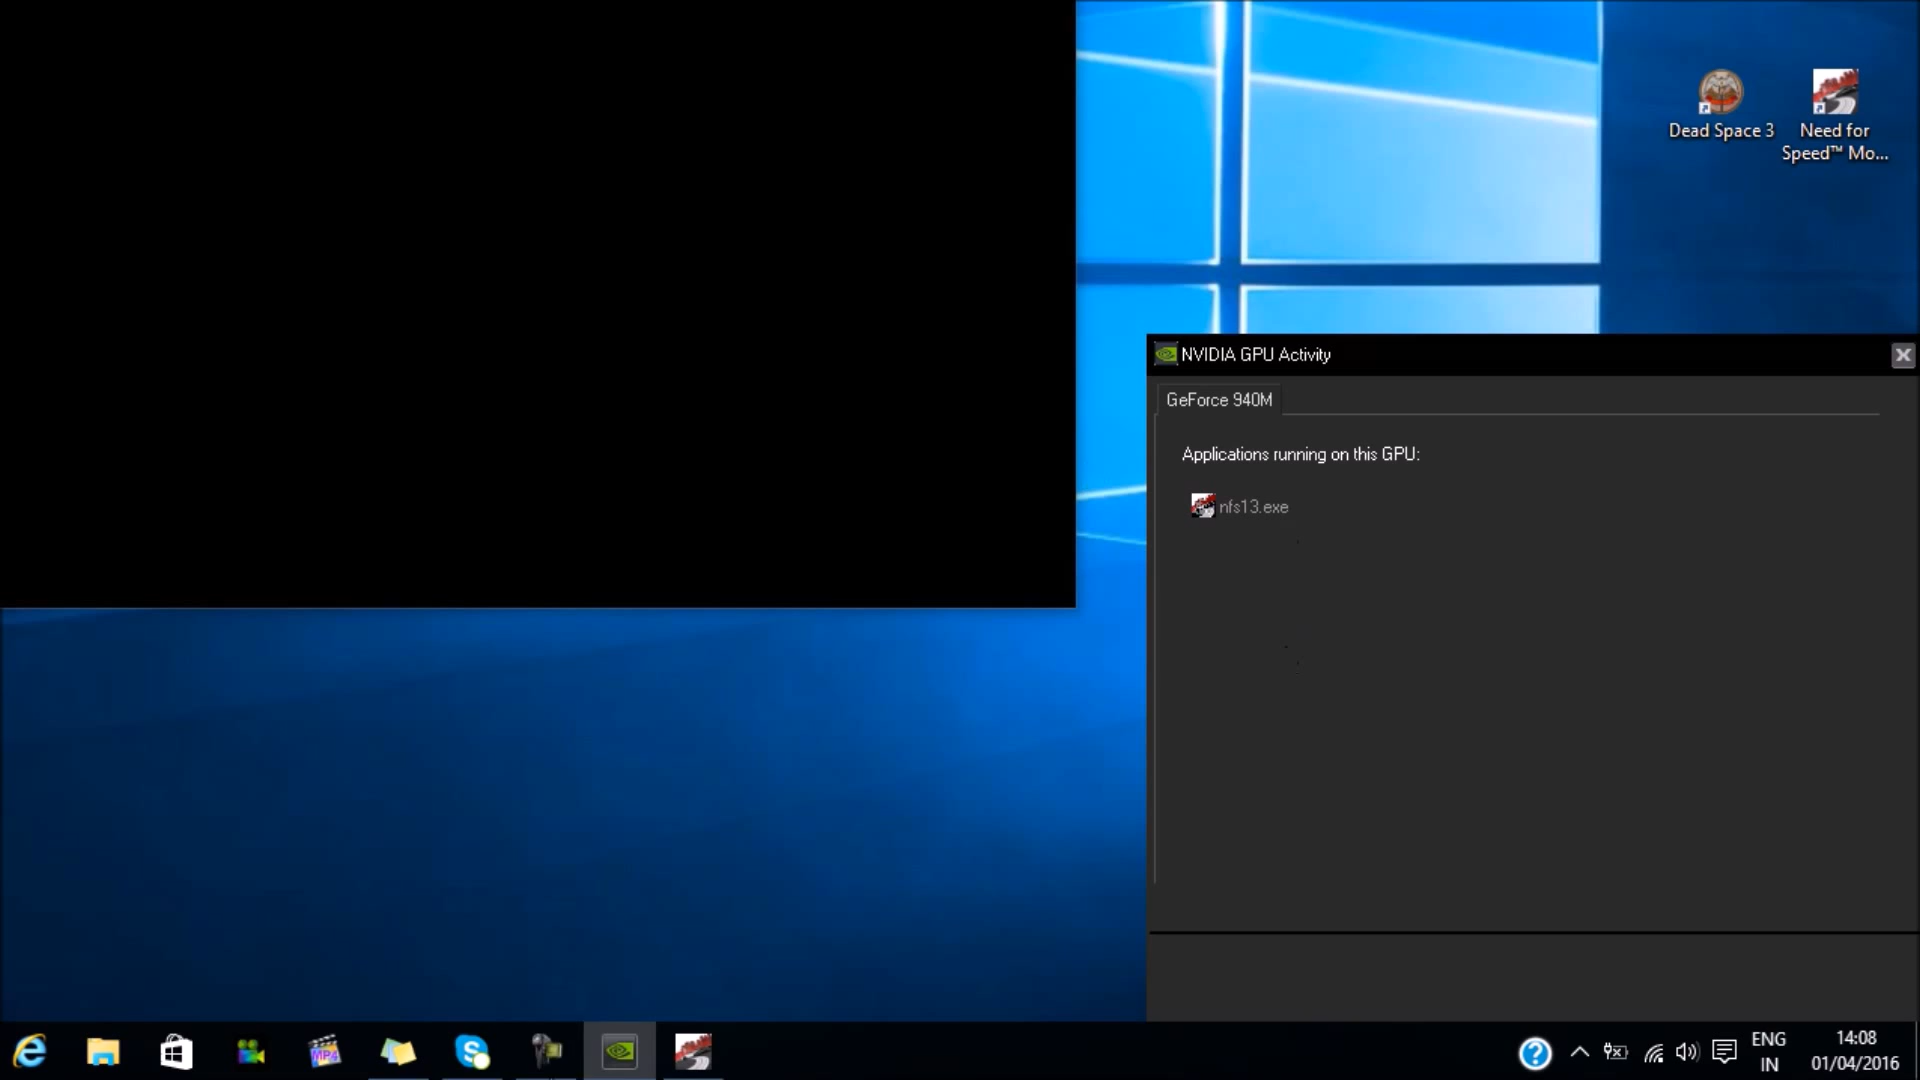 Dead Space 3
Need for
Speed™ Mo...
NVIDIA GPU Activity
GeForce 940M
Applications running on this GPU:
nfs13.exe
MP4
ENG
IN
14:08
01/04/2016